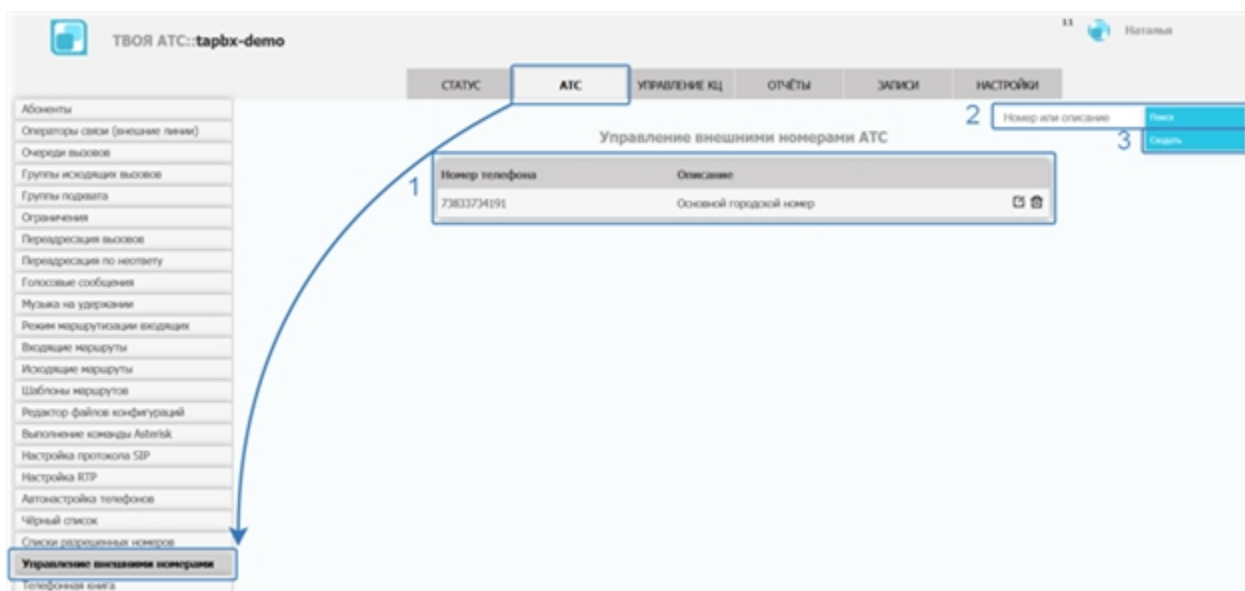 ТВОЯ АТС::tapbx-demo
11
Наталья
СТАТУС
АТС
УПРАВЛЕНИЕ КЦ
ОТЧЁТЫ
ЗАПИСИ
НАСТРОЙКИ
Абоненты
Операторы связи (внешние линии)
Очереди вызовов
Группы исходящих вызовов
Группы подхвата
Ограничения
Переадресация вызовов
Переадресация по неответу
Голосовые сообщения
Музыка на удержании
Режим маршрутизации входящих
Входящие маршруты
Исходящие маршруты
Шаблоны маршрутов
Редактор файлов конфигураций
Выполнение команды Asterisk
Настройка протокола SIP
Настройка RTP
Автонастройка телефонов
Чёрный список
Списки разрешенных номеров
Управление внешними номерами
Телефонная книга
2
Номер или описание
Поиск
3
Создать
Управление внешними номерами АТС
1
Номер телефона Описание
73833734191 Основной городской номер